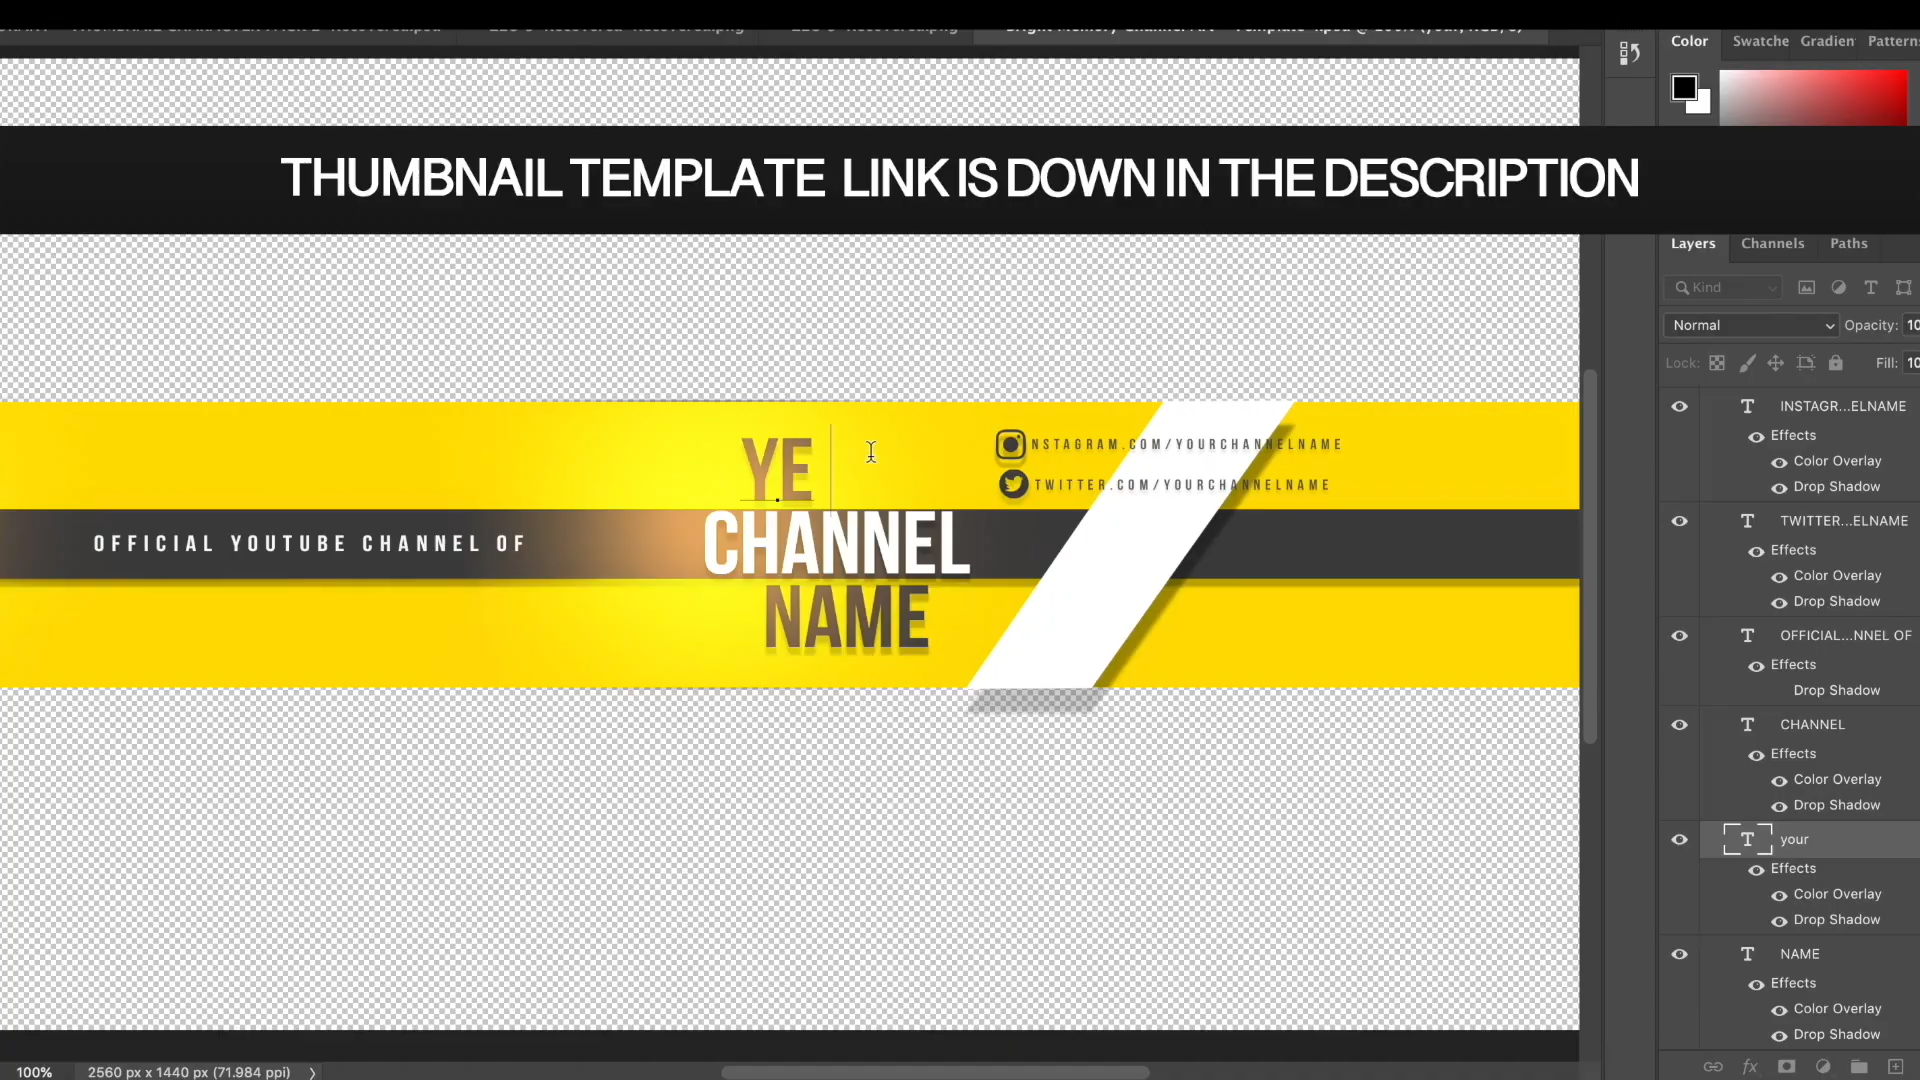 Color Swatche Gradien Pattern
THUMBNAIL TEMPLATE LINK IS DOWN IN THE DESCRIPTION
Layers Channels Paths
Kind
Normal Opacity: 10
Lock: Fill: 10
INSTAGR...ELNAME
Effects
Color Overlay
Drop Shadow
TWITTER...ELNAME
Effects
Color Overlay
Drop Shadow
OFFICIAL...NNEL OF
Effects
Drop Shadow
CHANNEL
Effects
Color Overlay
Drop Shadow
your
Effects
Color Overlay
Drop Shadow
NAME
Effects
Color Overlay
Drop Shadow
YE
NSTAGRAM.COM/YOURCHANNELNAME
TWITTER.COM/YOURCHANNELNAME
OFFICIAL YOUTUBE CHANNEL OF
CHANNEL
NAME
100% 2560 px x 1440 px (71.984 ppi)